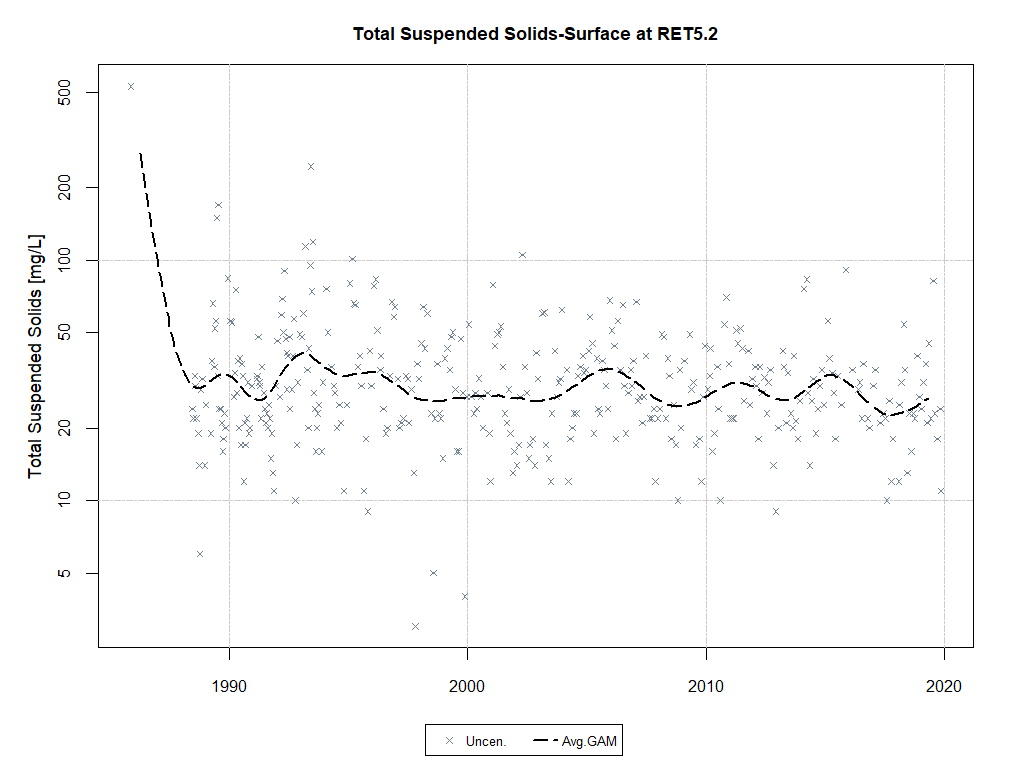 Total Suspended Solids-Surface at RET5.2
Total Suspended Solids [mg/L]
500
200
100
50
20
10
5
1990
2000
2010
2020
Uncen.
Avg.GAM